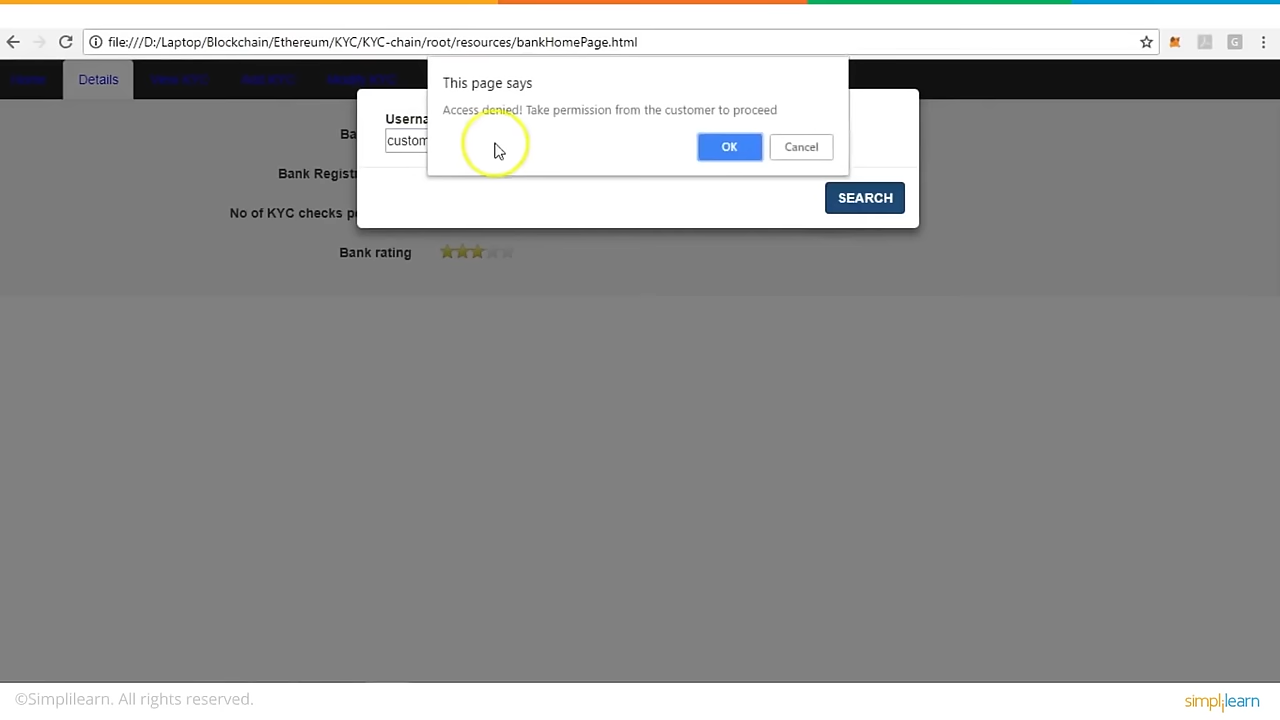 file:///D:/Laptop/Blockchain/Ethereum/KYC/KYC-chain/root/resources/bankHomePage.html
Details
This page says
Access denied! Take permission from the customer to proceed
OK Cancel
Userna
custom
SEARCH
Ba
Bank Registr
No of KYC checks pe
Bank rating
©Simplilearn. All rights reserved.
simplilearn